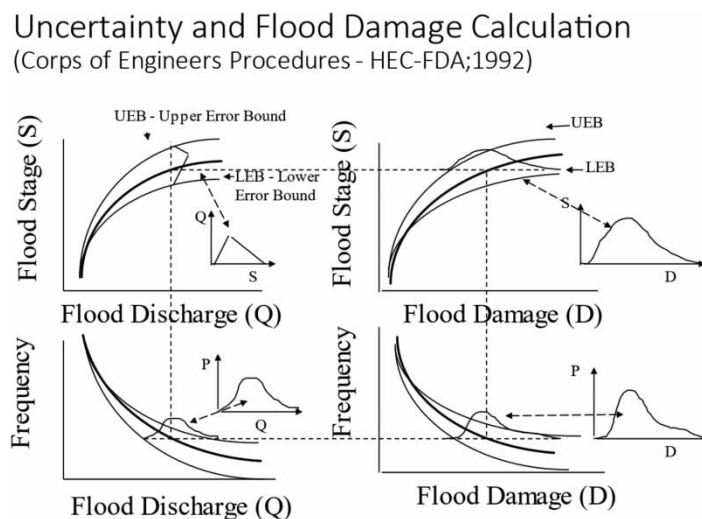 Uncertainty and Flood Damage Calculation
(Corps of Engineers Procedures - HEC-FDA;1992)
UEB - Upper Error Bound
Flood Stage (S)
LEB - Lower
Error Bound
Q
S
Flood Discharge (Q)
UEB
LEB
Flood Stage (S)
S
D
Flood Damage (D)
Frequency
P
Q
Flood Discharge (Q)
Frequency
P
D
Flood Damage (D)